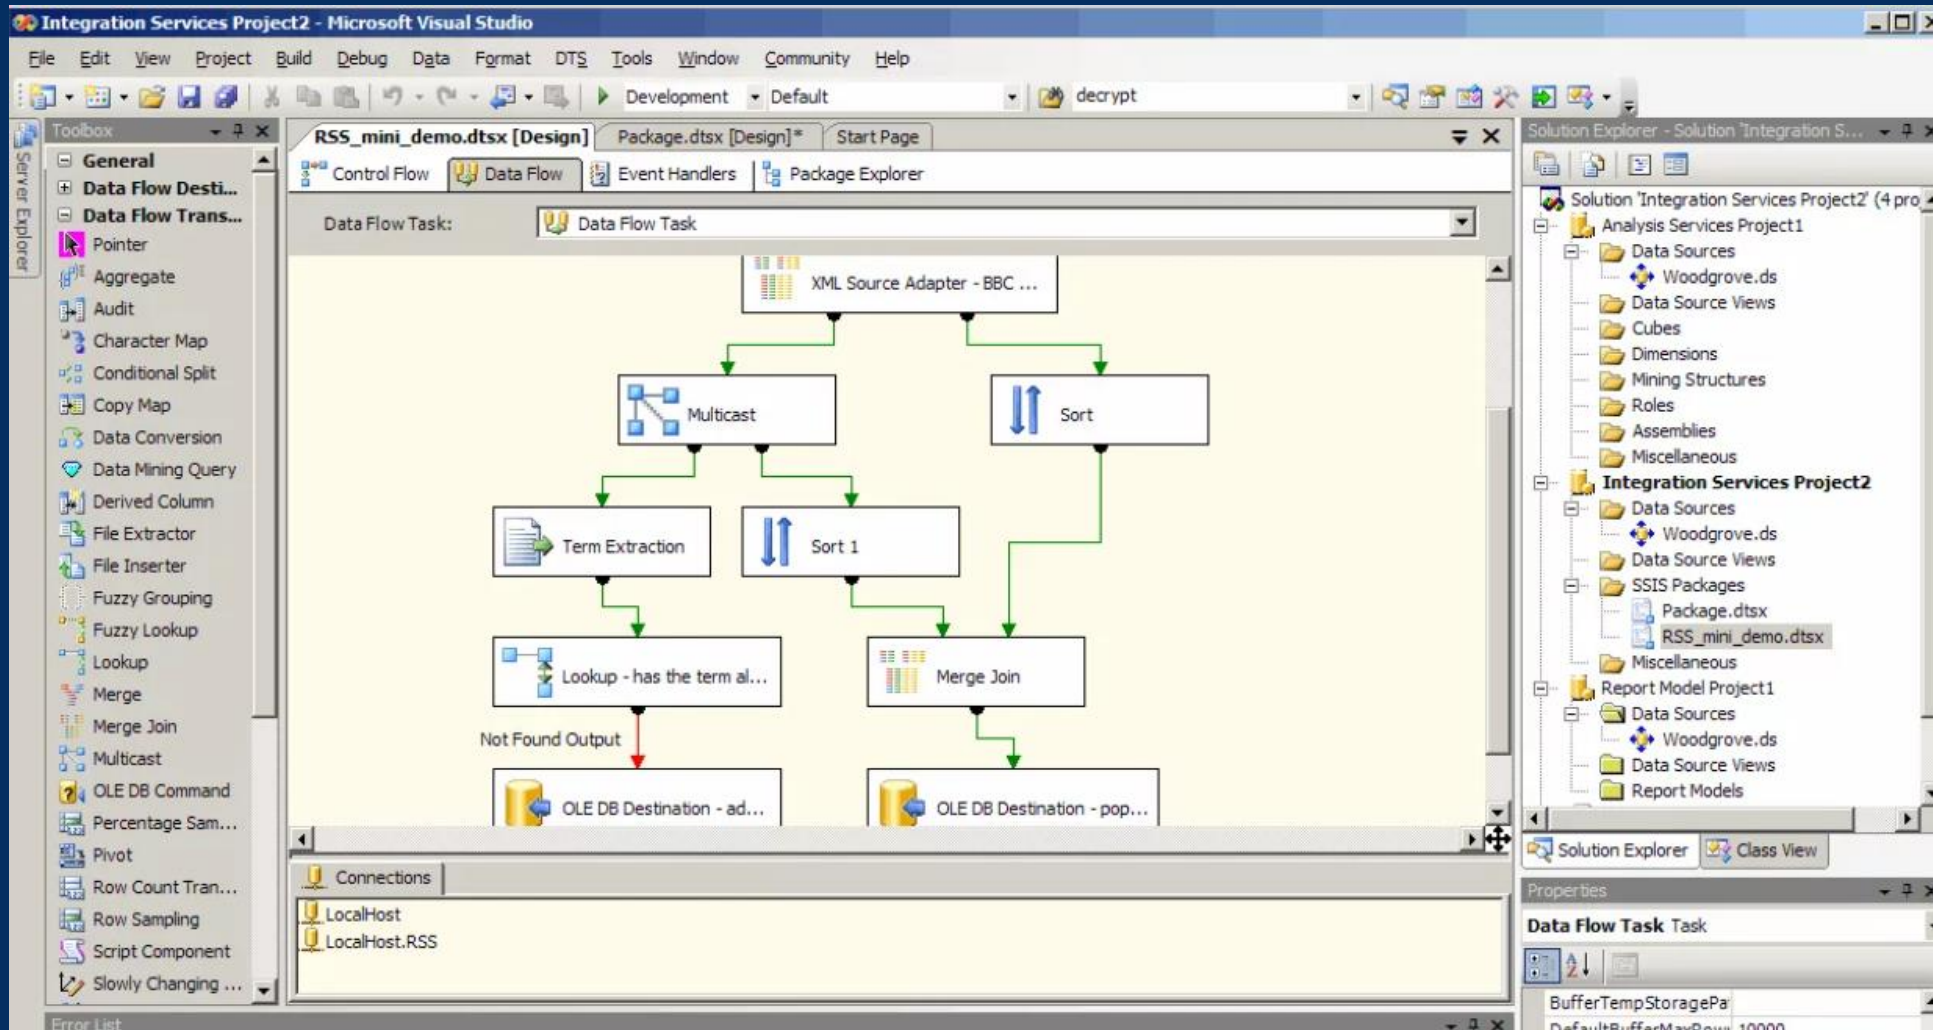 Integration Services Project2 - Microsoft Visual Studio
File Edit View Project Build Debug Data Format DTS Tools Window Community Help
Development Default decrypt
Server Explorer
Toolbox
General
Data Flow Desti...
Data Flow Trans...
Pointer
Aggregate
Audit
Character Map
Conditional Split
Copy Map
Data Conversion
Data Mining Query
Derived Column
File Extractor
File Inserter
Fuzzy Grouping
Fuzzy Lookup
Lookup
Merge
Merge Join
Multicast
OLE DB Command
Percentage Sam...
Pivot
Row Count Tran...
Row Sampling
Script Component
Slowly Changing ...
RSS_mini_demo.dtsx [Design] Package.dtsx [Design]* Start Page
Control Flow Data Flow Event Handlers Package Explorer
Data Flow Task: Data Flow Task
XML Source Adapter - BBC ...
Multicast Sort
Term Extraction Sort 1
Lookup - has the term al... Merge Join
Not Found Output
OLE DB Destination - ad... OLE DB Destination - pop...
Connections
LocalHost
LocalHost.RSS
Solution Explorer - Solution 'Integration S...
Solution 'Integration Services Project2' (4 pro
Analysis Services Project1
Data Sources
Woodgrove.ds
Data Source Views
Cubes
Dimensions
Mining Structures
Roles
Assemblies
Miscellaneous
Integration Services Project2
Data Sources
Woodgrove.ds
Data Source Views
SSIS Packages
Package.dtsx
RSS_mini_demo.dtsx
Miscellaneous
Report Model Project1
Data Sources
Woodgrove.ds
Data Source Views
Report Models
Solution Explorer Class View
Properties
Data Flow Task Task
BufferTempStoragePa
DefaultBufferMaxRow 10000
Error List